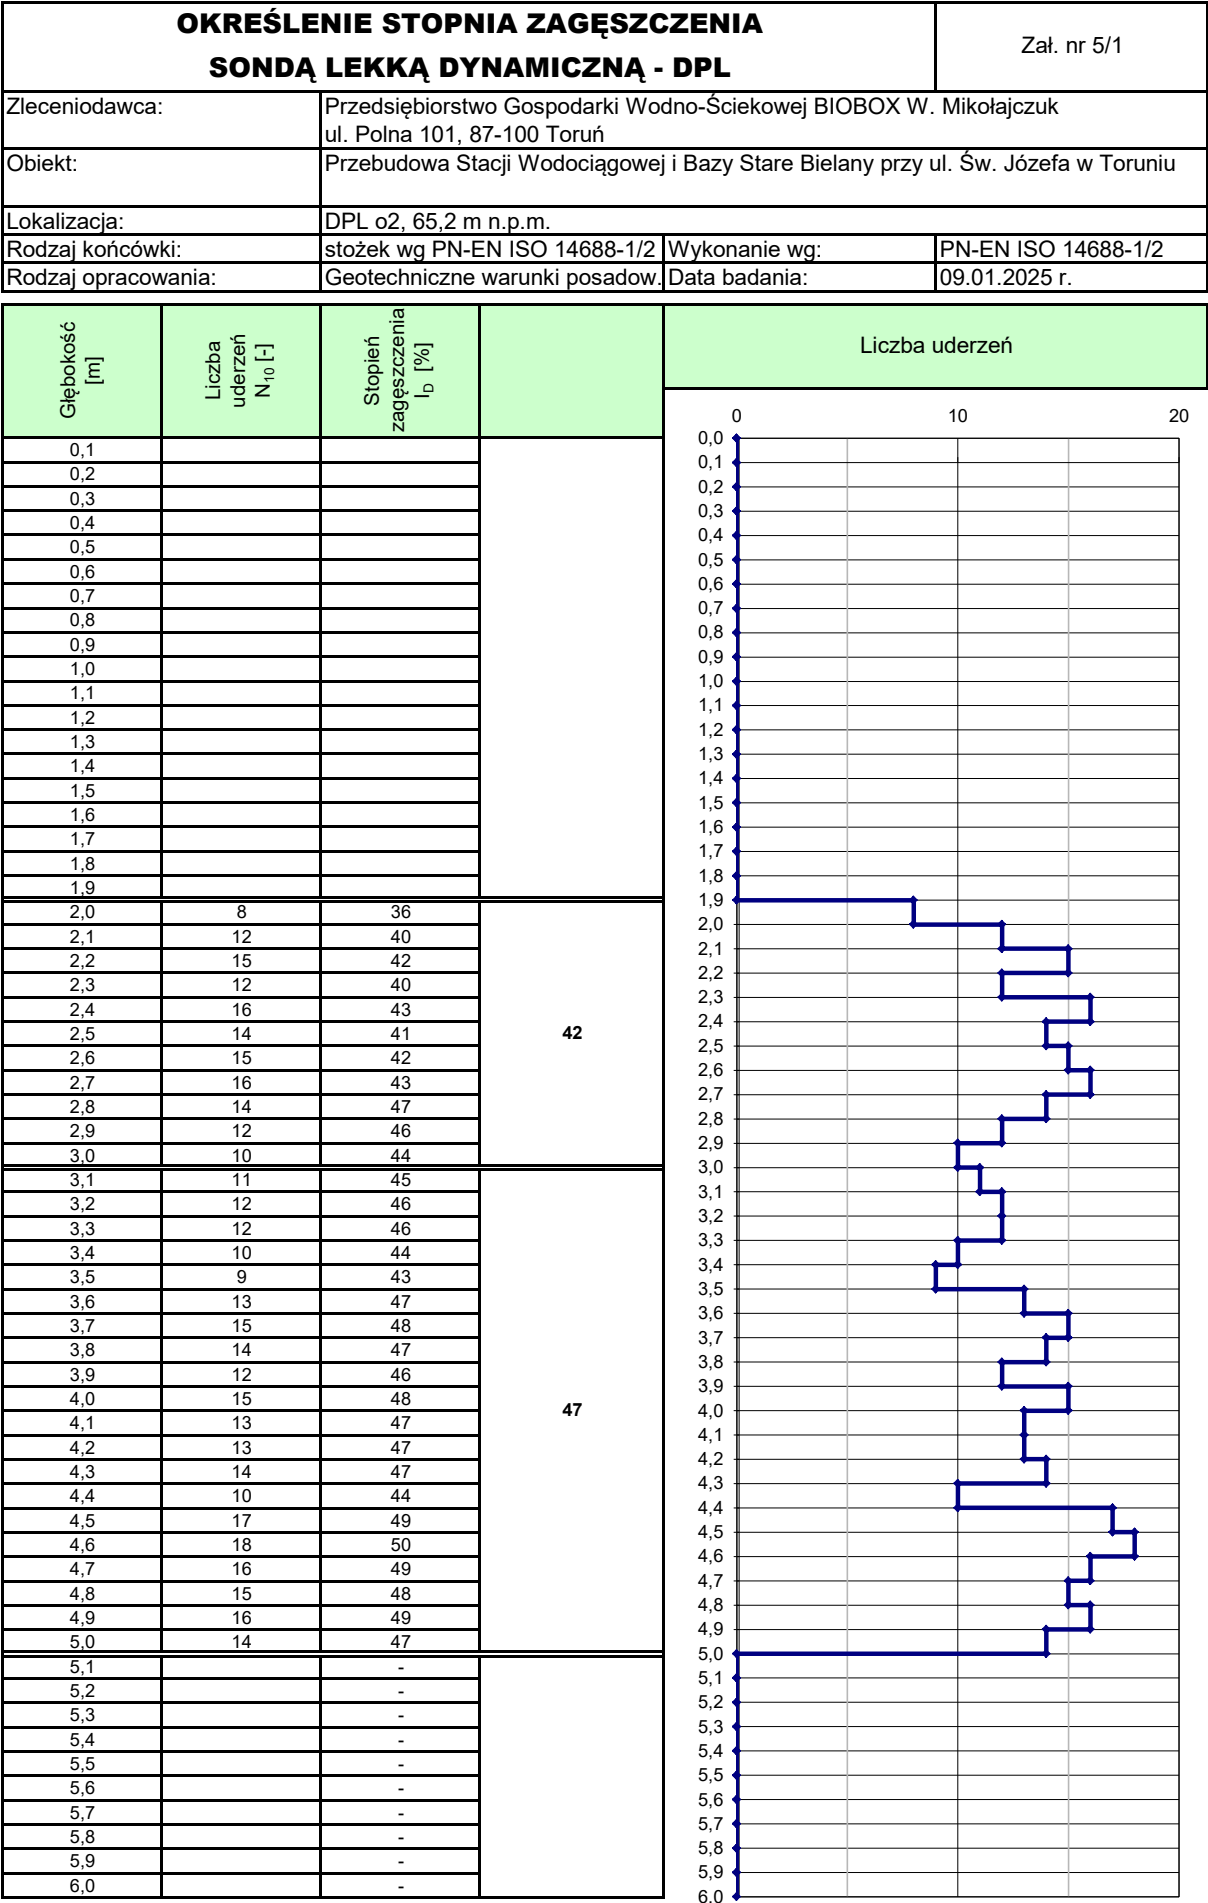 OKREŚLENIE STOPNIA ZAGĘSZCZENIA
SONDĄ LEKKĄ DYNAMICZNĄ - DPL
Zał. nr 5/1
Zleceniodawca: Przedsiębiorstwo Gospodarki Wodno-Ściekowej BIOBOX W. Mikołajczuk
ul. Polna 101, 87-100 Toruń
Obiekt: Przebudowa Stacji Wodociągowej i Bazy Stare Bielany przy ul. Św. Józefa w Toruniu
Lokalizacja: DPL o2, 65,2 m n.p.m.
Rodzaj końcówki: stożek wg PN-EN ISO 14688-1/2 Wykonanie wg: PN-EN ISO 14688-1/2
Rodzaj opracowania: Geotechniczne warunki posadow. Data badania: 09.01.2025 r.
Głębokość
[m]
Liczba
uderzeń
N10 [-]
Stopień
zagęszczenia
ID [%]
Liczba uderzeń
0,1
0,2
0,3
0,4
0,5
0,6
0,7
0,8
0,9
1,0
1,1
1,2
1,3
1,4
1,5
1,6
1,7
1,8
1,9
2,0 8 36
2,1 12 40
2,2 15 42
2,3 12 40
2,4 16 43
2,5 14 41 42
2,6 15 42
2,7 16 43
2,8 14 47
2,9 12 46
3,0 10 44
3,1 11 45
3,2 12 46
3,3 12 46
3,4 10 44
3,5 9 43
3,6 13 47
3,7 15 48
3,8 14 47
3,9 12 46
4,0 15 48 47
4,1 13 47
4,2 13 47
4,3 14 47
4,4 10 44
4,5 17 49
4,6 18 50
4,7 16 49
4,8 15 48
4,9 16 49
5,0 14 47
5,1 -
5,2 -
5,3 -
5,4 -
5,5 -
5,6 -
5,7 -
5,8 -
5,9 -
6,0 -
0 10 20
0,0
0,1
0,2
0,3
0,4
0,5
0,6
0,7
0,8
0,9
1,0
1,1
1,2
1,3
1,4
1,5
1,6
1,7
1,8
1,9
2,0
2,1
2,2
2,3
2,4
2,5
2,6
2,7
2,8
2,9
3,0
3,1
3,2
3,3
3,4
3,5
3,6
3,7
3,8
3,9
4,0
4,1
4,2
4,3
4,4
4,5
4,6
4,7
4,8
4,9
5,0
5,1
5,2
5,3
5,4
5,5
5,6
5,7
5,8
5,9
6,0